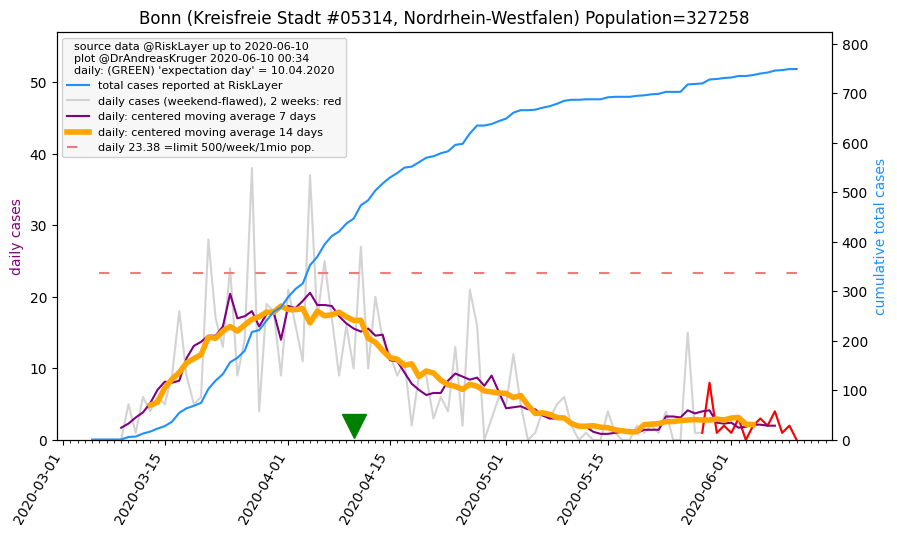 Bonn (Kreisfreie Stadt #05314, Nordrhein-Westfalen) Population=327258
source data @RiskLayer up to 2020-06-10
plot @DrAndreasKruger 2020-06-10 00:34
daily: (GREEN) 'expectation day' = 10.04.2020
total cases reported at RiskLayer
daily cases (weekend-flawed), 2 weeks: red
daily: centered moving average 7 days
daily: centered moving average 14 days
daily 23.38 =limit 500/week/1mio pop.
daily cases
50
40
30
20
10
0
cumulative total cases
800
700
600
500
400
300
200
100
0
2020-03-01
2020-03-15
2020-04-01
2020-04-15
2020-05-01
2020-05-15
2020-06-01